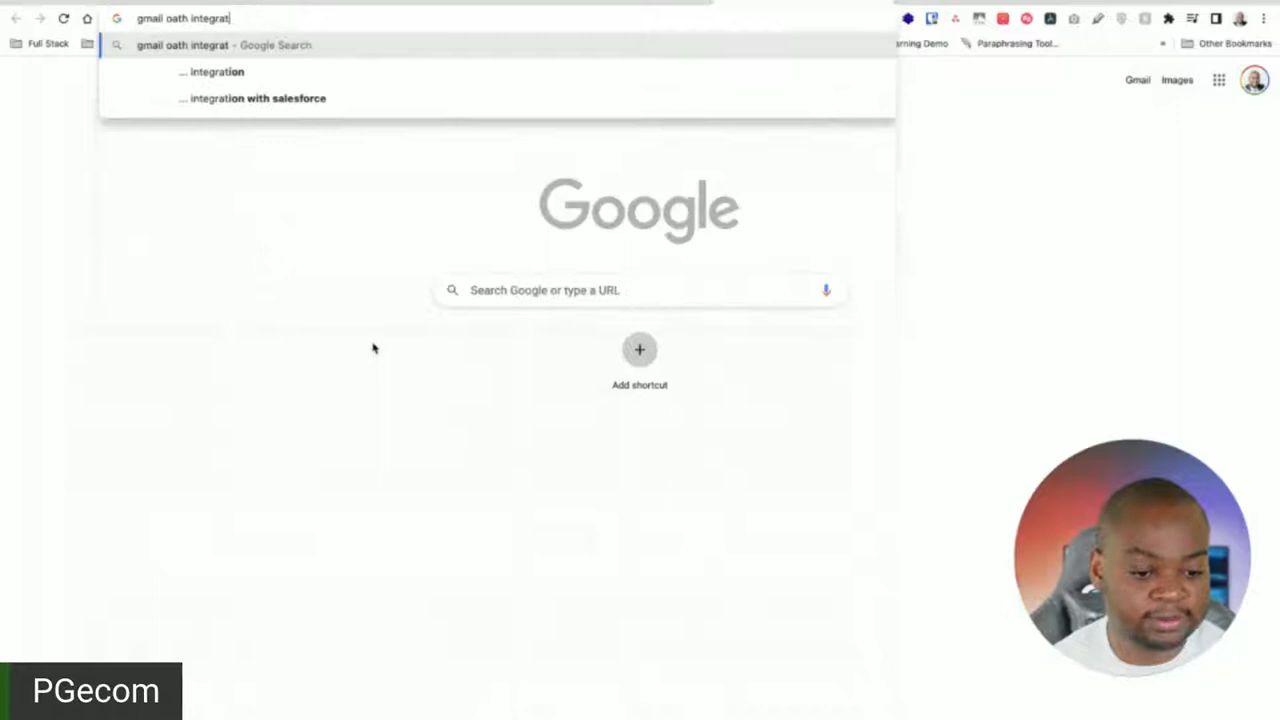 gmail oath integrat
gmail oath integrat - Google Search
... integration
... integration with salesforce
Full Stack
arning Demo
Paraphrasing Tool...
»
Other Bookmarks
Gmail
Images
Google
Search Google or type a URL
Add shortcut
PGecom